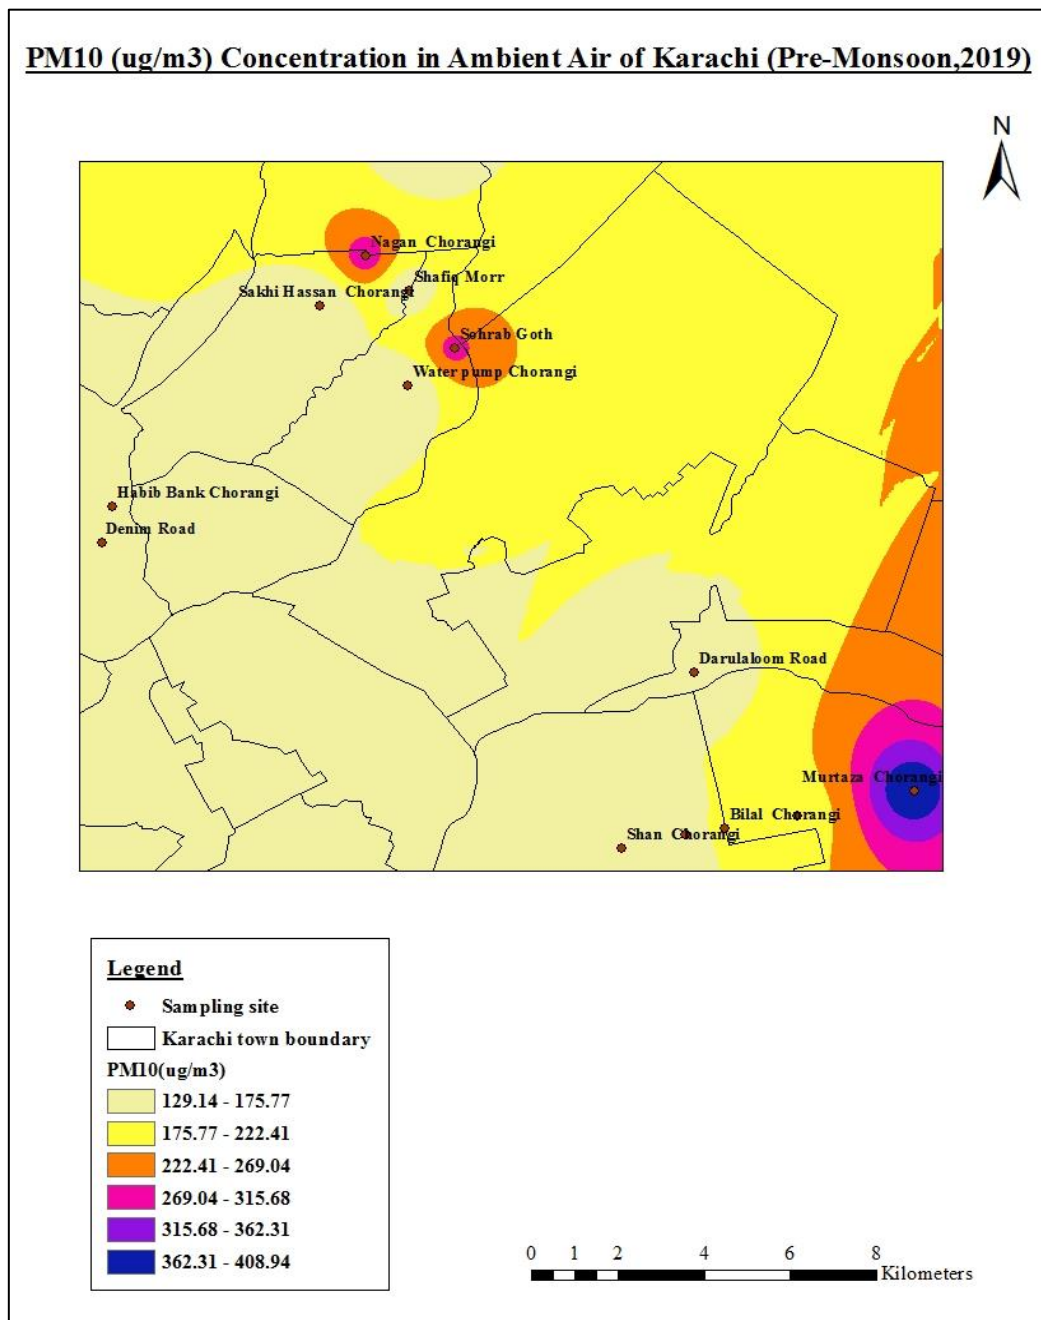 PM10 (ug/m3) Concentration in Ambient Air of Karachi (Pre-Monsoon,2019)
N
Nagan Chorangi
Shafiq Morr
Sakhi Hassan Chorangi
Sohrab Goth
Water pump Chorangi
Habib Bank Chorangi
Denim Road
Darulaloom Road
Murtaza Chorangi
Bilal Chorangi
Shan Chorangi
Legend
Sampling site
Karachi town boundary
PM10(ug/m3)
129.14 - 175.77
175.77 - 222.41
222.41 - 269.04
269.04 - 315.68
315.68 - 362.31
362.31 - 408.94
0 1 2 4 6 8
Kilometers